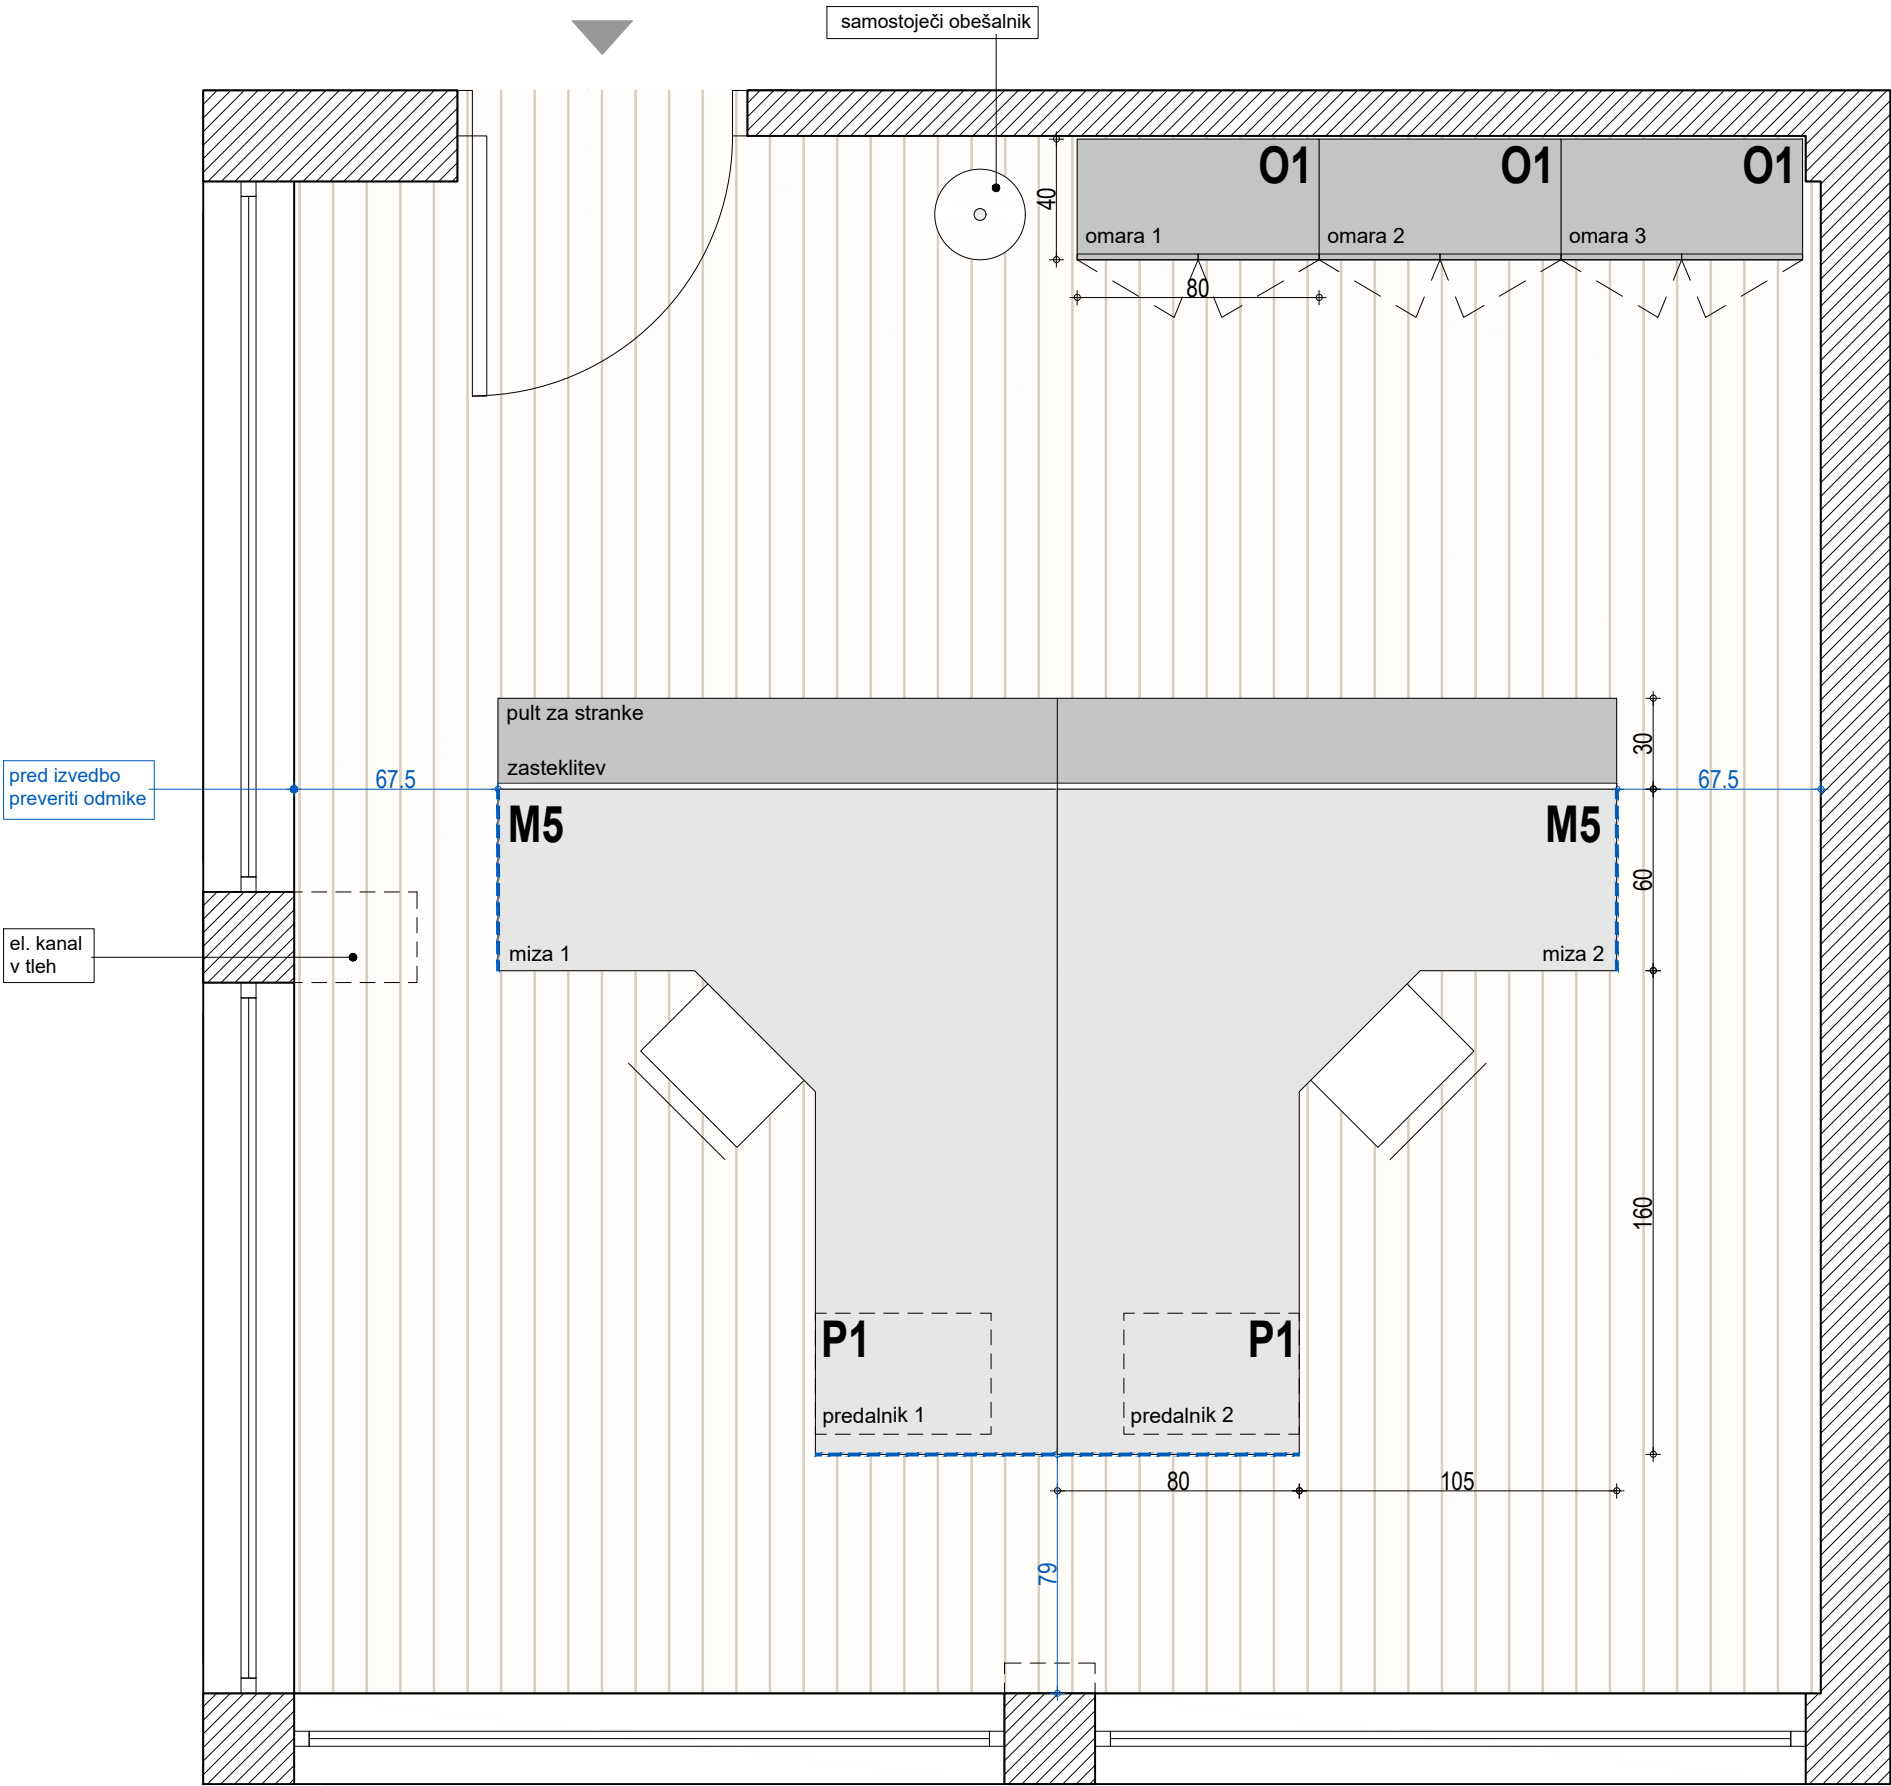 samostoječi obešalnik
O1
O1
O1
40
omara 1
omara 2
omara 3
80
pult za stranke
30
zasteklitev
pred izvedbo
preveriti odmike
67.5
67.5
M5
M5
60
el. kanal
v tleh
miza 1
miza 2
160
P1
P1
predalnik 1
predalnik 2
80
105
79